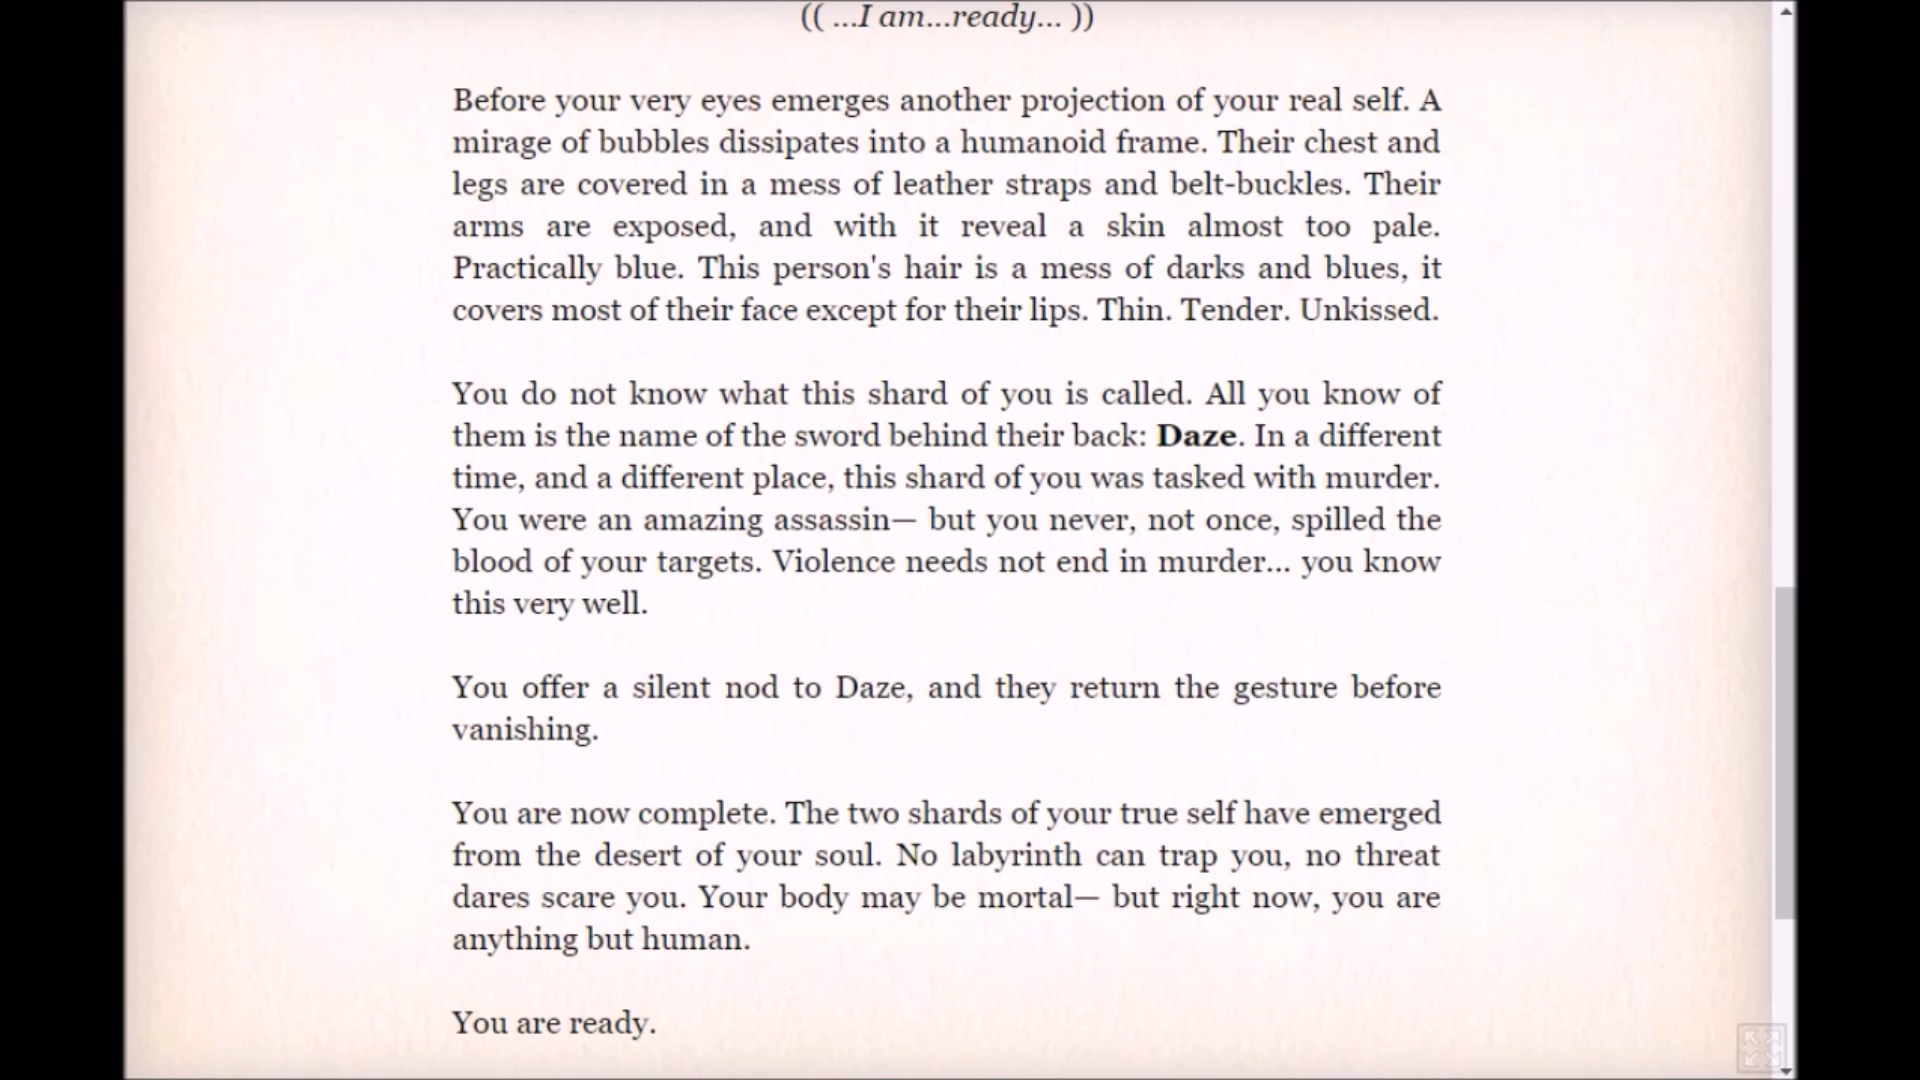 (( ...I am...ready... ))
Before your very eyes emerges another projection of your real self. A
mirage of bubbles dissipates into a humanoid frame. Their chest and
legs are covered in a mess of leather straps and belt-buckles. Their
arms are exposed, and with it reveal a skin almost too pale.
Practically blue. This person's hair is a mess of darks and blues, it
covers most of their face except for their lips. Thin. Tender. Unkissed.
You do not know what this shard of you is called. All you know of
them is the name of the sword behind their back: Daze. In a different
time, and a different place, this shard of you was tasked with murder.
You were an amazing assassin— but you never, not once, spilled the
blood of your targets. Violence needs not end in murder... you know
this very well.
You offer a silent nod to Daze, and they return the gesture before
vanishing.
You are now complete. The two shards of your true self have emerged
from the desert of your soul. No labyrinth can trap you, no threat
dares scare you. Your body may be mortal— but right now, you are
anything but human.
You are ready.